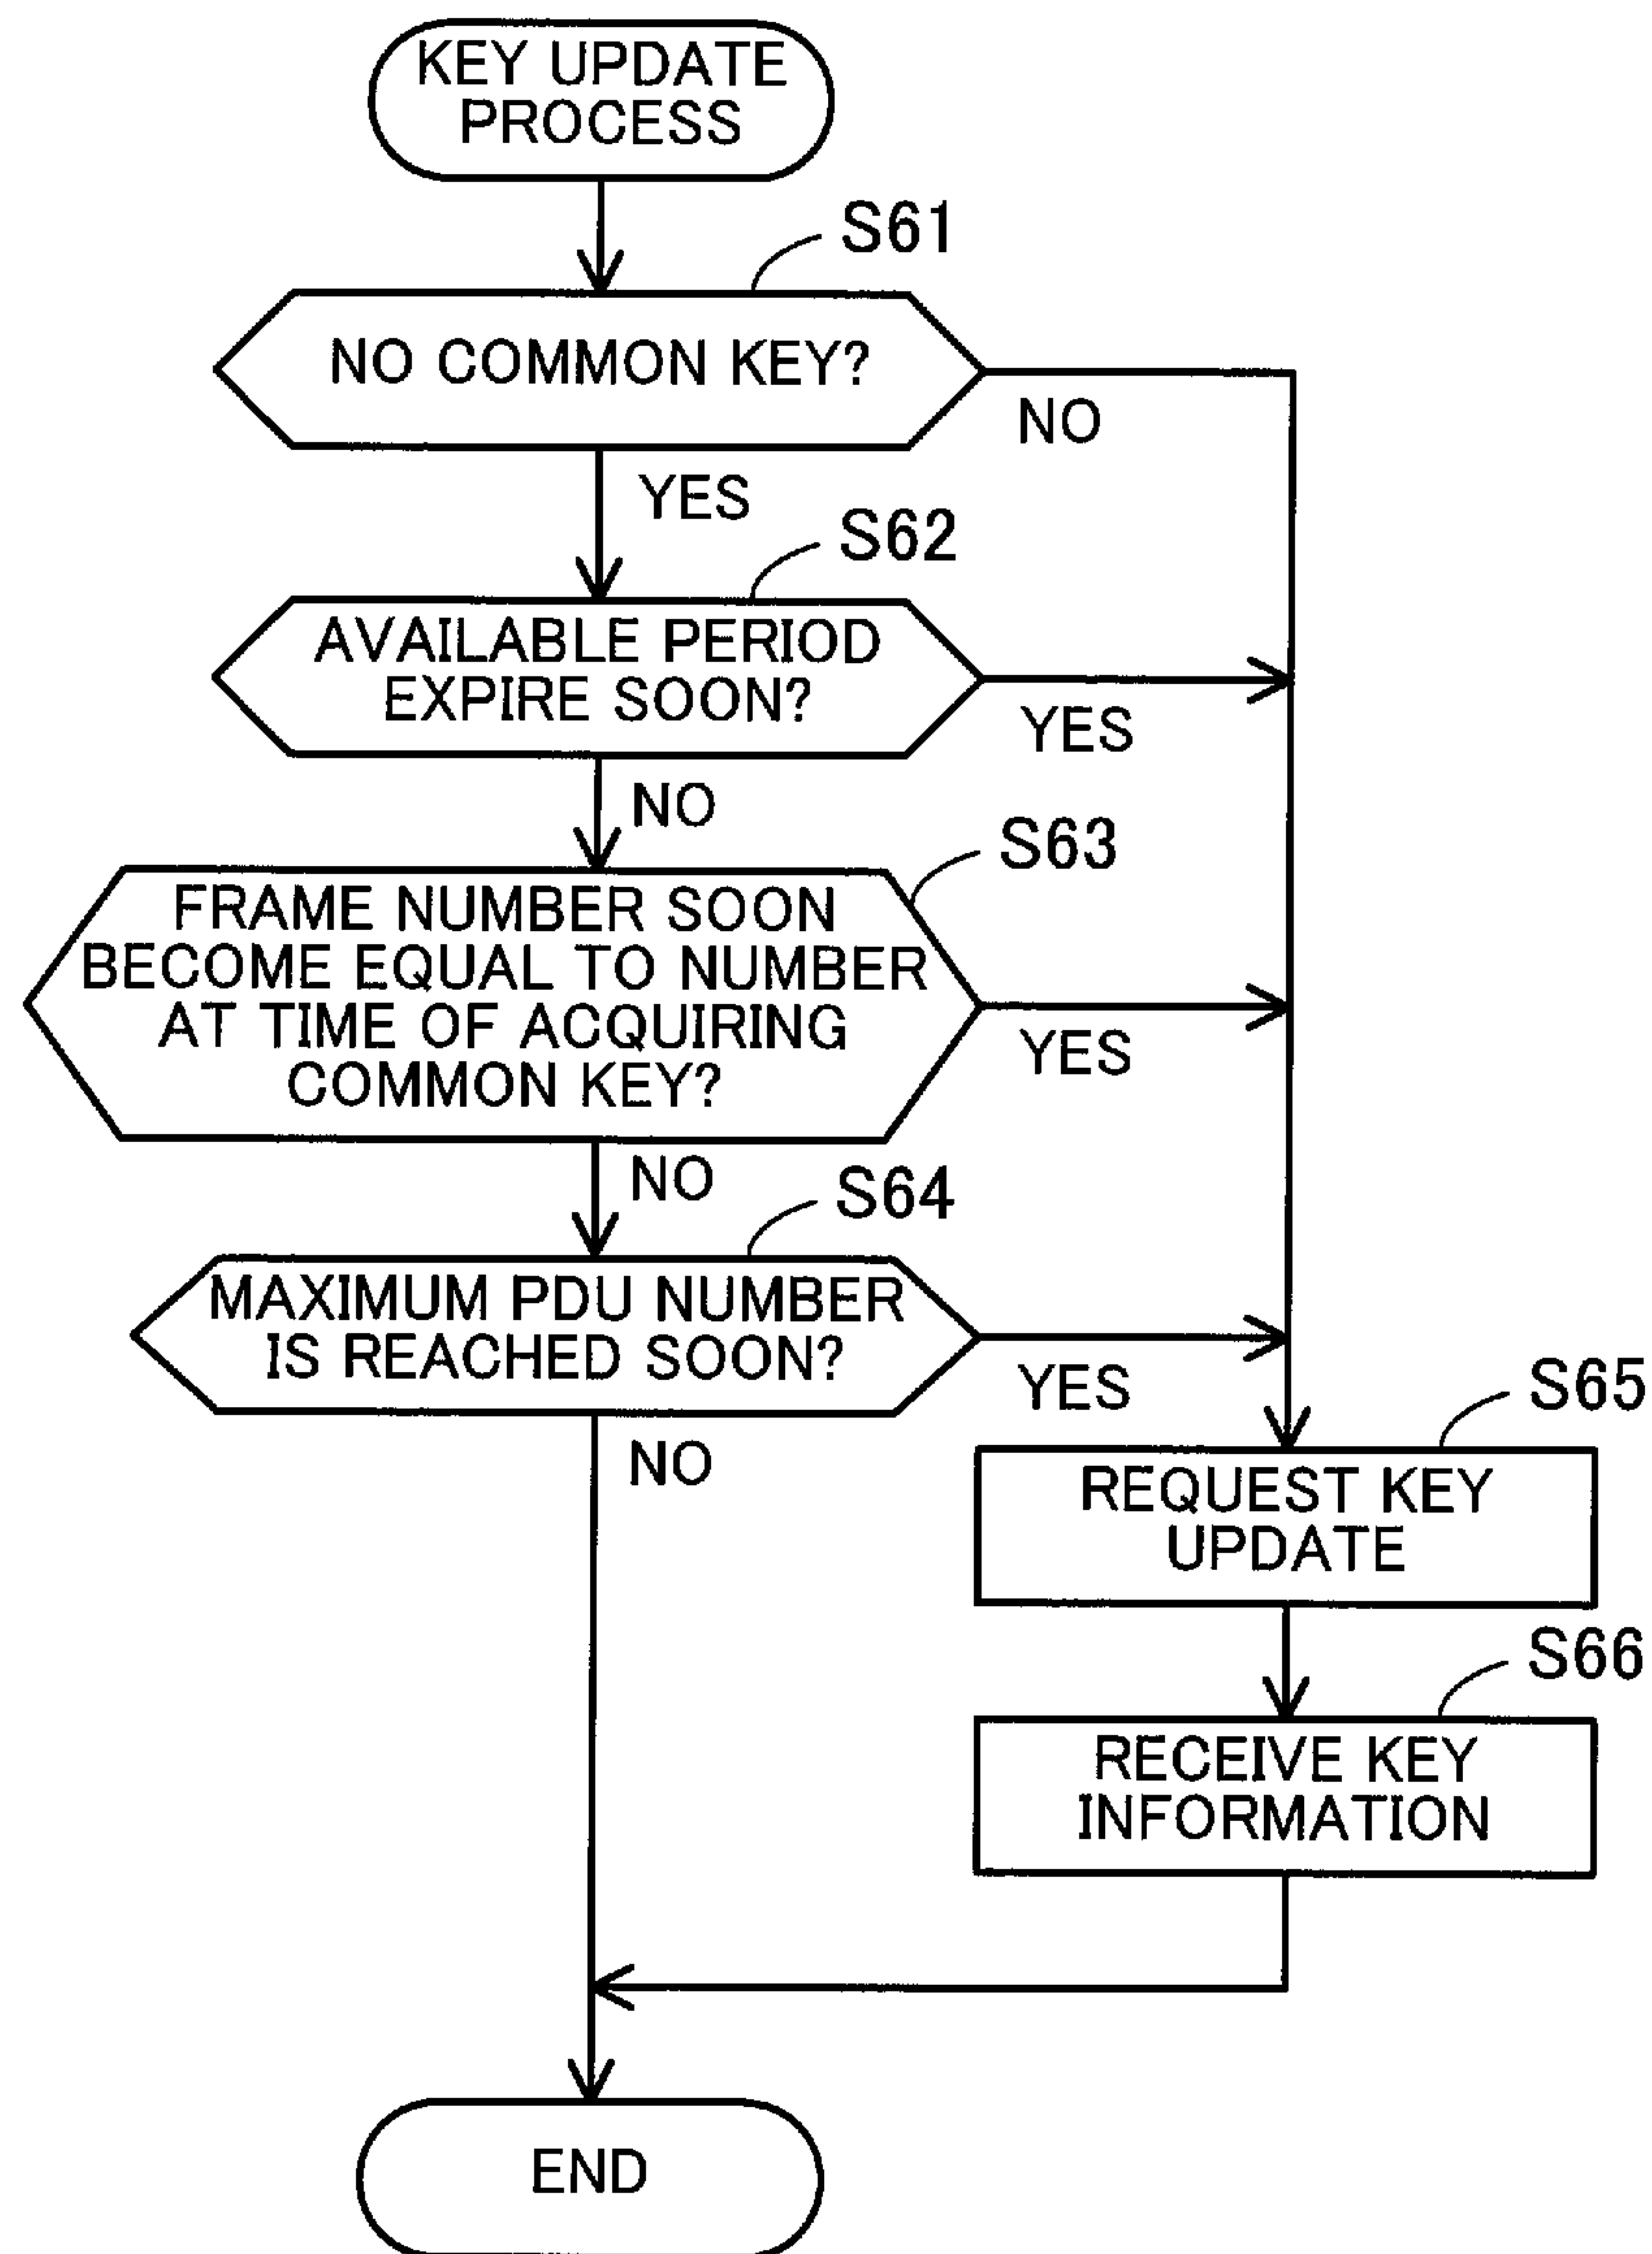 KEY UPDATE
PROCESS
S61
NO COMMON KEY?
NO
YES
S62
AVAILABLE PERIOD
EXPIRE SOON?
YES
NO
S63
FRAME NUMBER SOON
BECOME EQUAL TO NUMBER
AT TIME OF ACQUIRING
COMMON KEY?
YES
NO
S64
MAXIMUM PDU NUMBER
IS REACHED SOON?
YES
NO
S65
REQUEST KEY
UPDATE
S66
RECEIVE KEY
INFORMATION
END